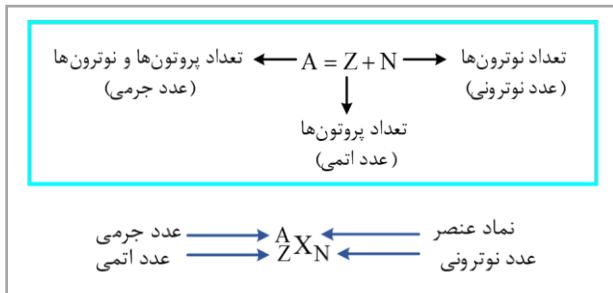 تعداد نوترون‌ها ← A = Z + N → تعداد پروتون‌ها و نوترون‌ها
(عدد نوترونی) (عدد جرمی)
تعداد پروتون‌ها
(عدد اتمی)
نماد عنصر A عدد جرمی
عدد نوترونی Z X N عدد اتمی